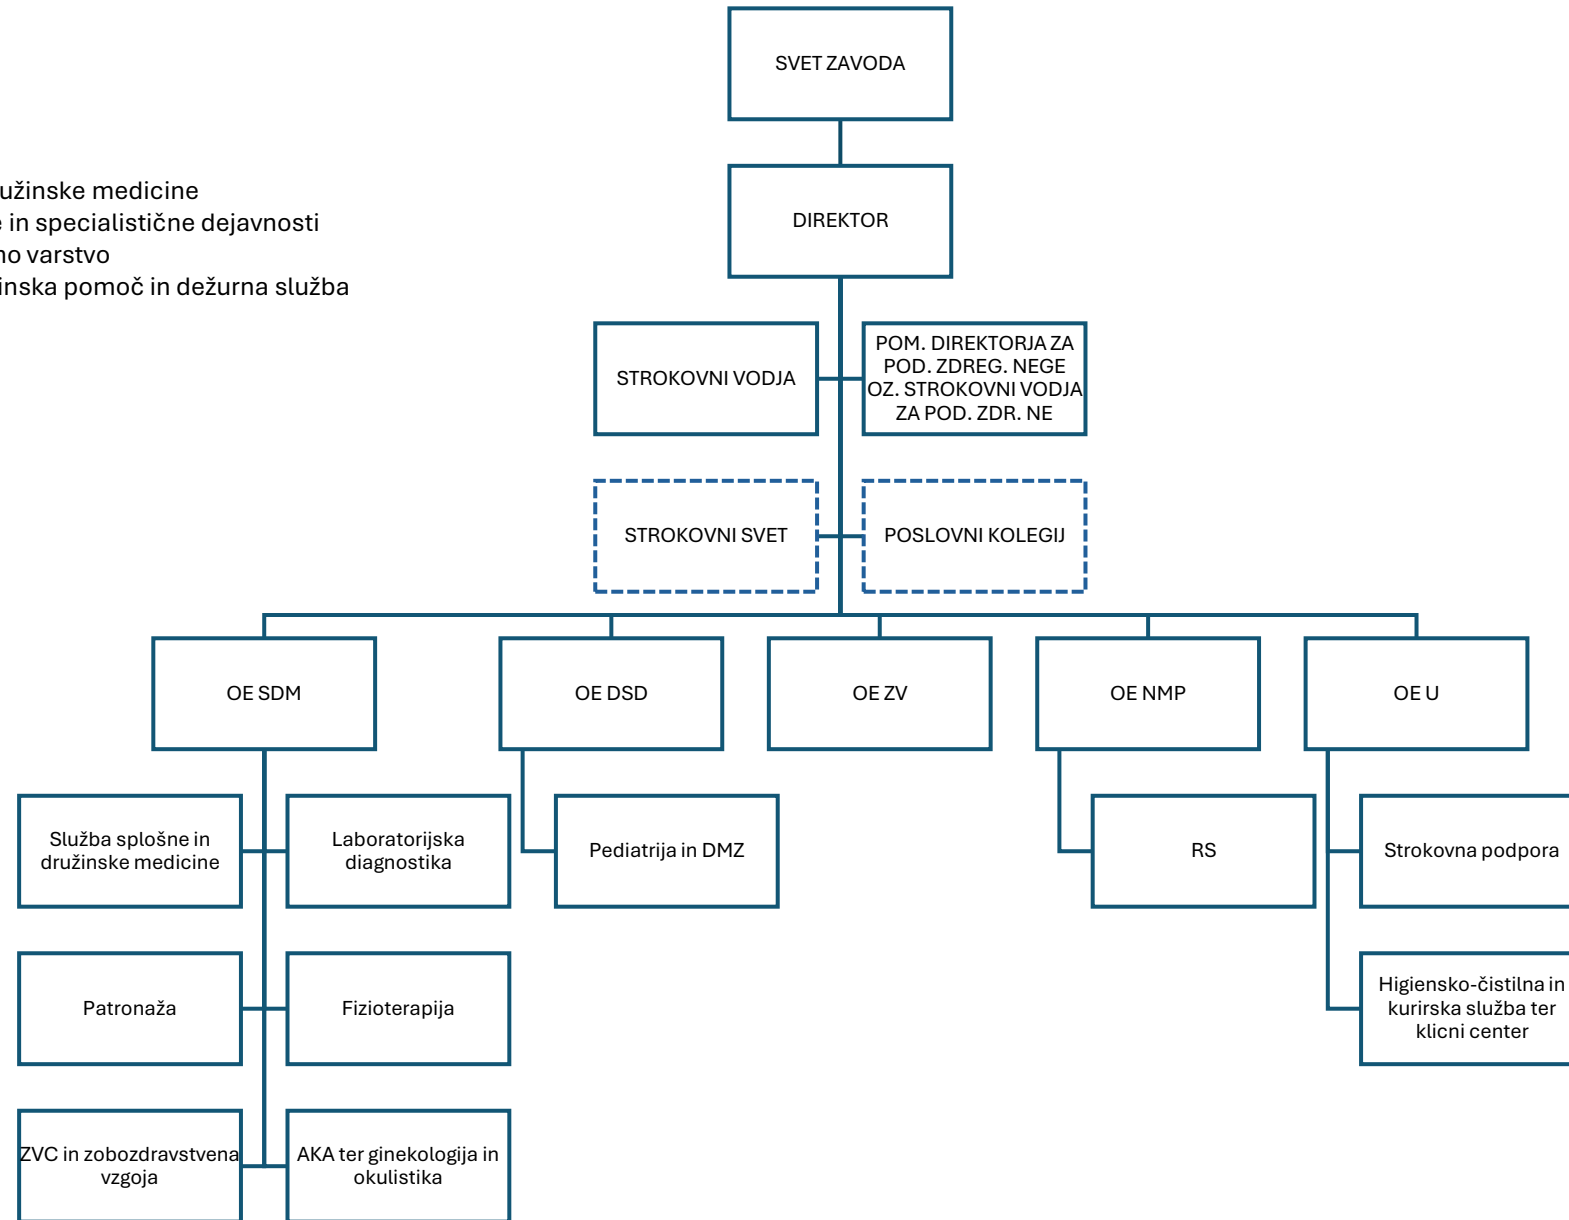 SVET ZAVODA
užinske medicine
in specialistične dejavnosti
no varstvo
inska pomoč in dežurna služba
DIREKTOR
STROKOVNI VODJA
POM. DIREKTORJA ZA
POD. ZDREG. NEGE
OZ. STROKOVNI VODJA
ZA POD. ZDR. NE
STROKOVNI SVET
POSLOVNI KOLEGIJ
OE SDM
OE DSD
OE ZV
OE NMP
OE U
Služba splošne in
družinske medicine
Laboratorijska
diagnostika
Pediatrija in DMZ
RS
Strokovna podpora
Patronaža
Fizioterapija
Higiensko-čistilna in
kurirska služba ter
klicni center
ZVC in zobozdravstvena
vzgoja
AKA ter ginekologija in
okulistika